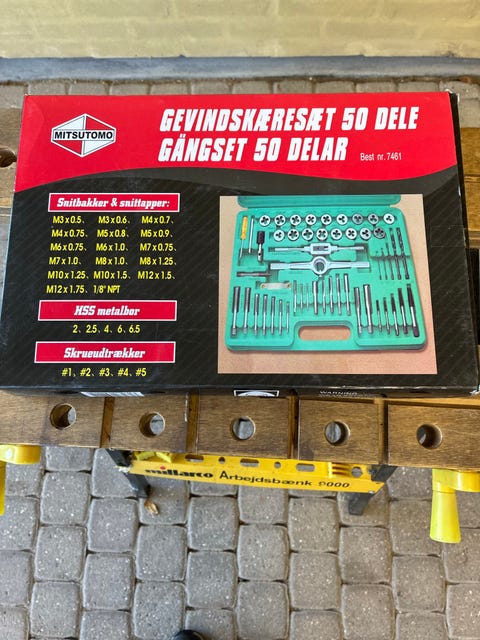 MITSUTOMO
GEVINDSKÆRESÆT 50 DELE
GÄNGSET 50 DELAR
Best nr. 7461
Snitbakker & snittapper:
M3 x 0.5、 M3 x 0.6、 M4 x 0.7、
M4 x 0.75、 M5 x 0.8、 M5 x 0.9、
M6 x 0.75、 M6 x 1.0、 M7 x 0.75
M7 x 1.0、 M8 x 1.0、 M8 x 1.25
M10 x 1.25、 M10 x 1.5、 M12 x 1.5、
M12 x 1.75、 1/8" NPT
HSS metalbor
2、 2.5、 4、 6、 6.5
Skrueudtrækker
#1、 #2、 #3、 #4、 #5
WARNING
millarco Arbejdsbænk 2000